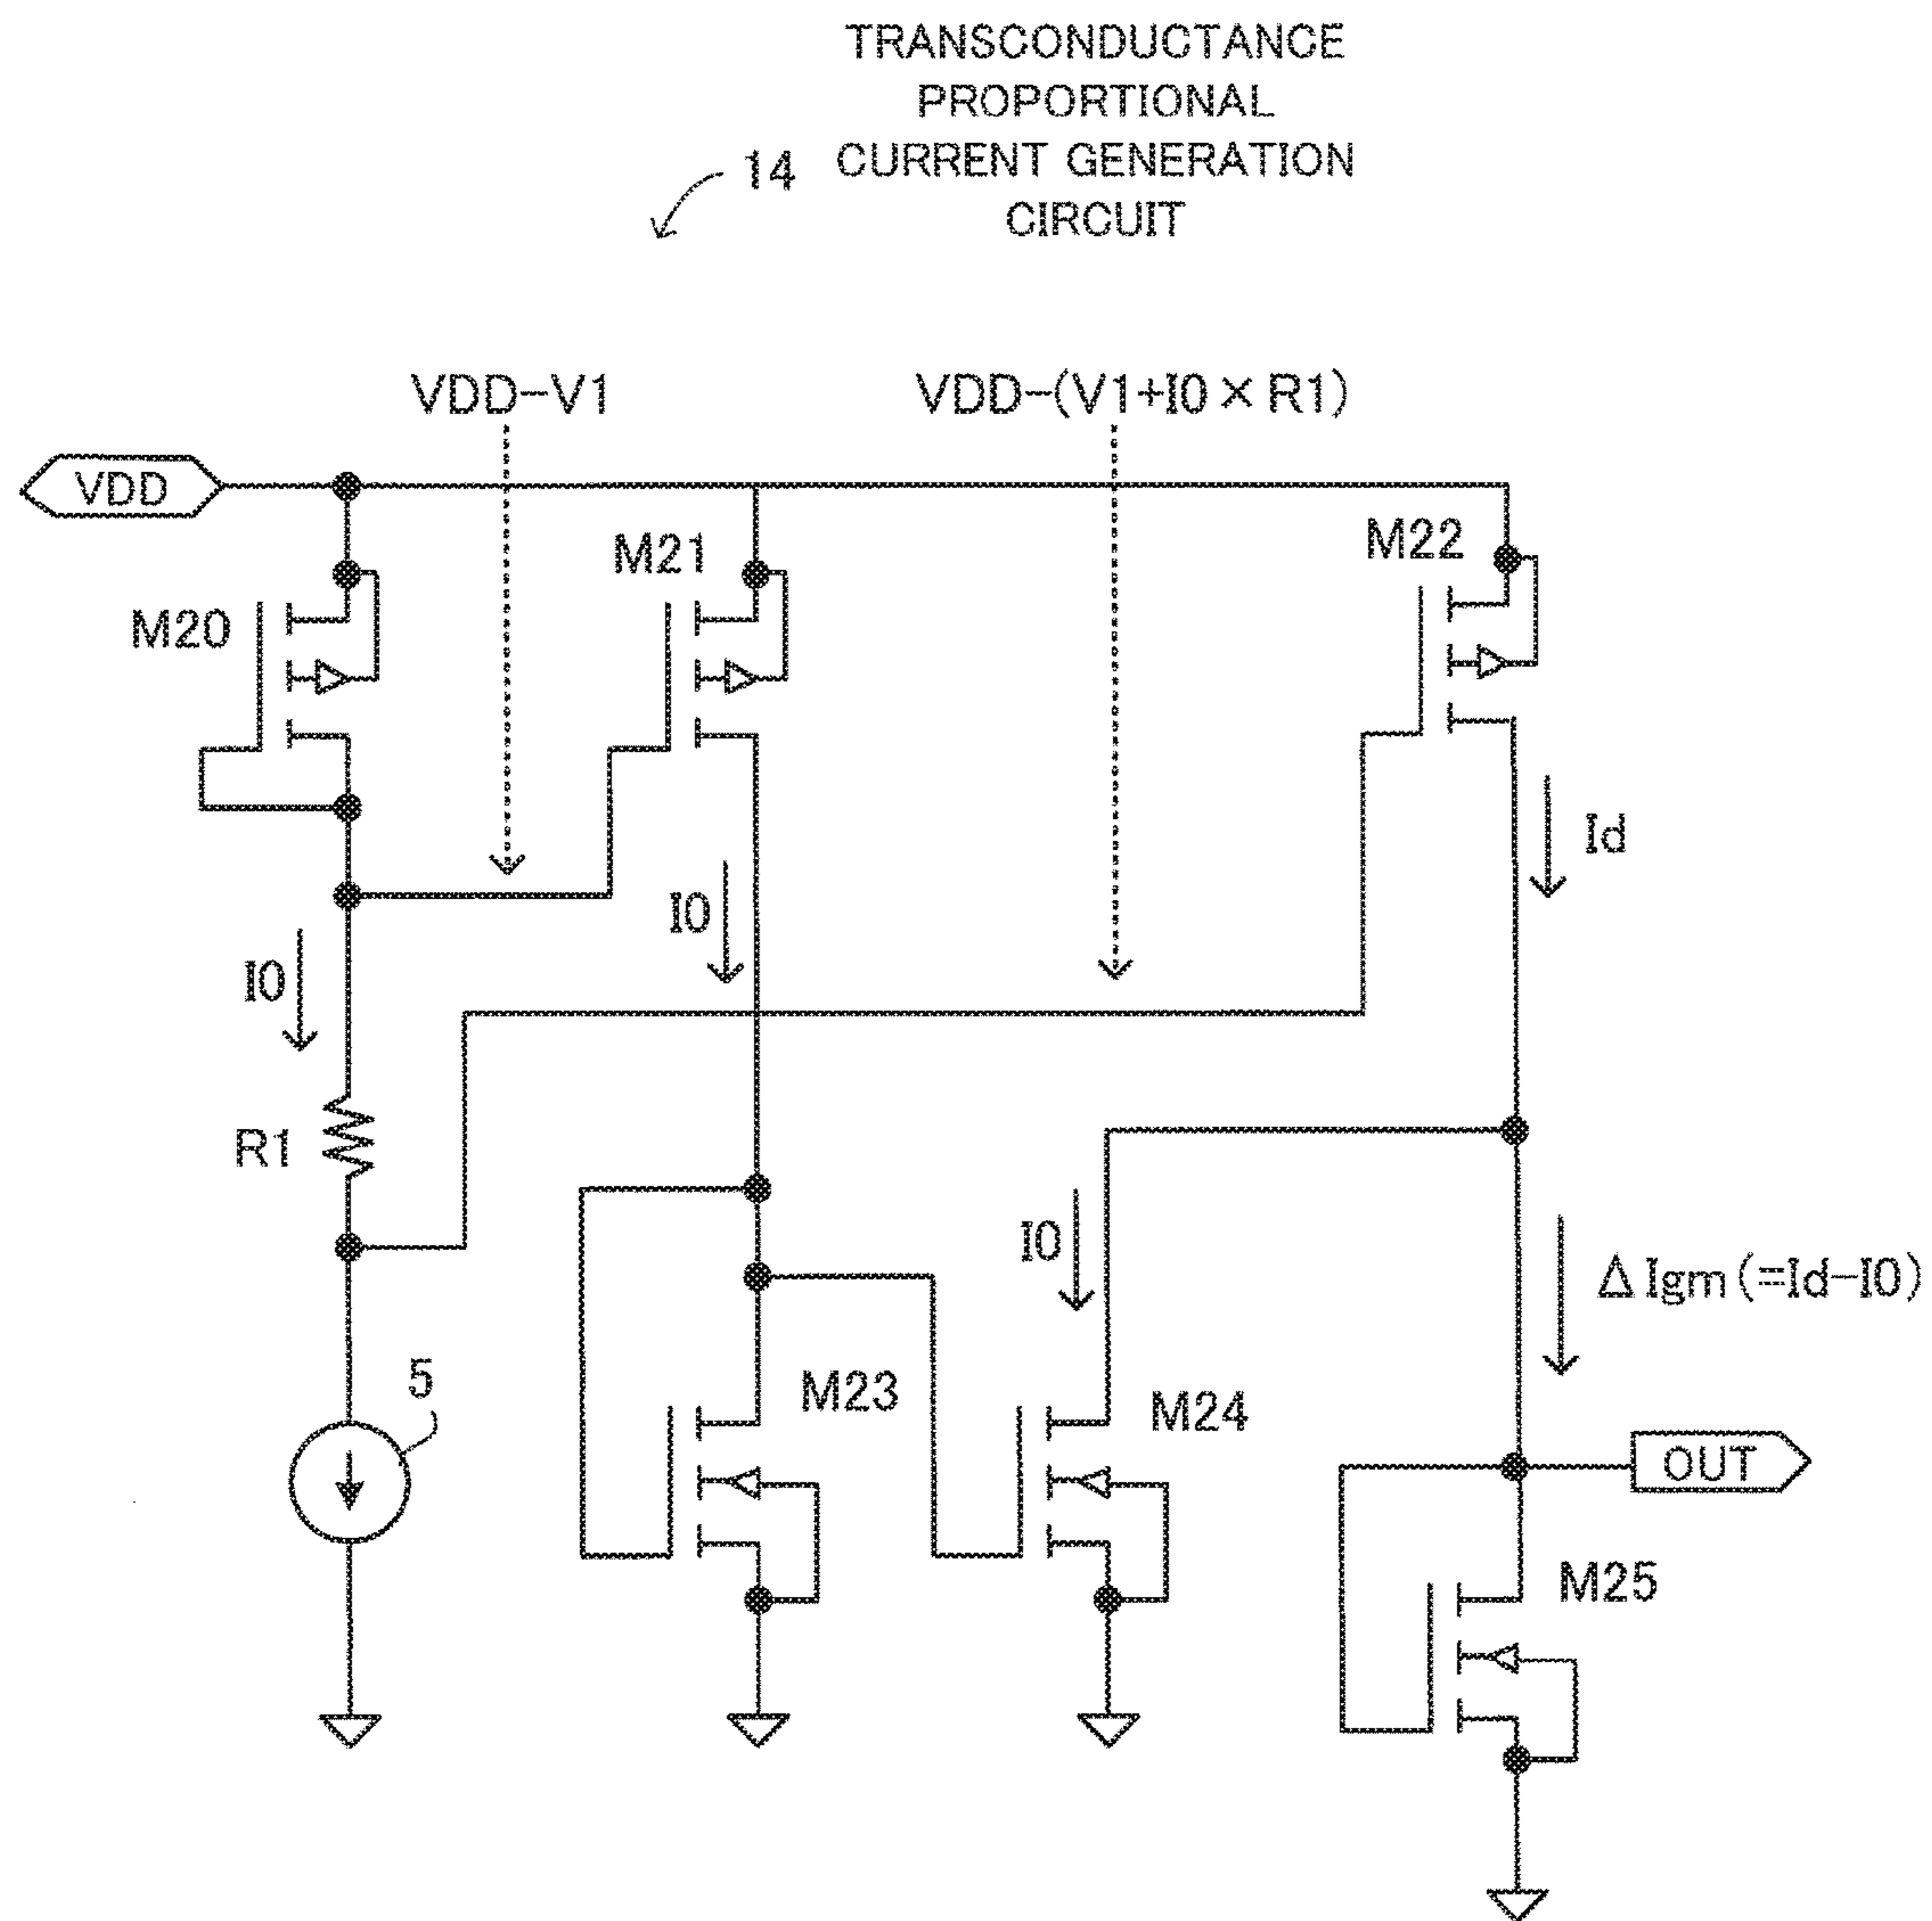 TRANSCONDUCTANCE
PROPORTIONAL
CURRENT GENERATION
CIRCUIT
14
VDD-V1
VDD-(V1+I0×R1)
VDD
M20
M21
M22
Id
I0
I0
R1
I0
ΔIgm(=Id-I0)
5
M23
M24
OUT
M25